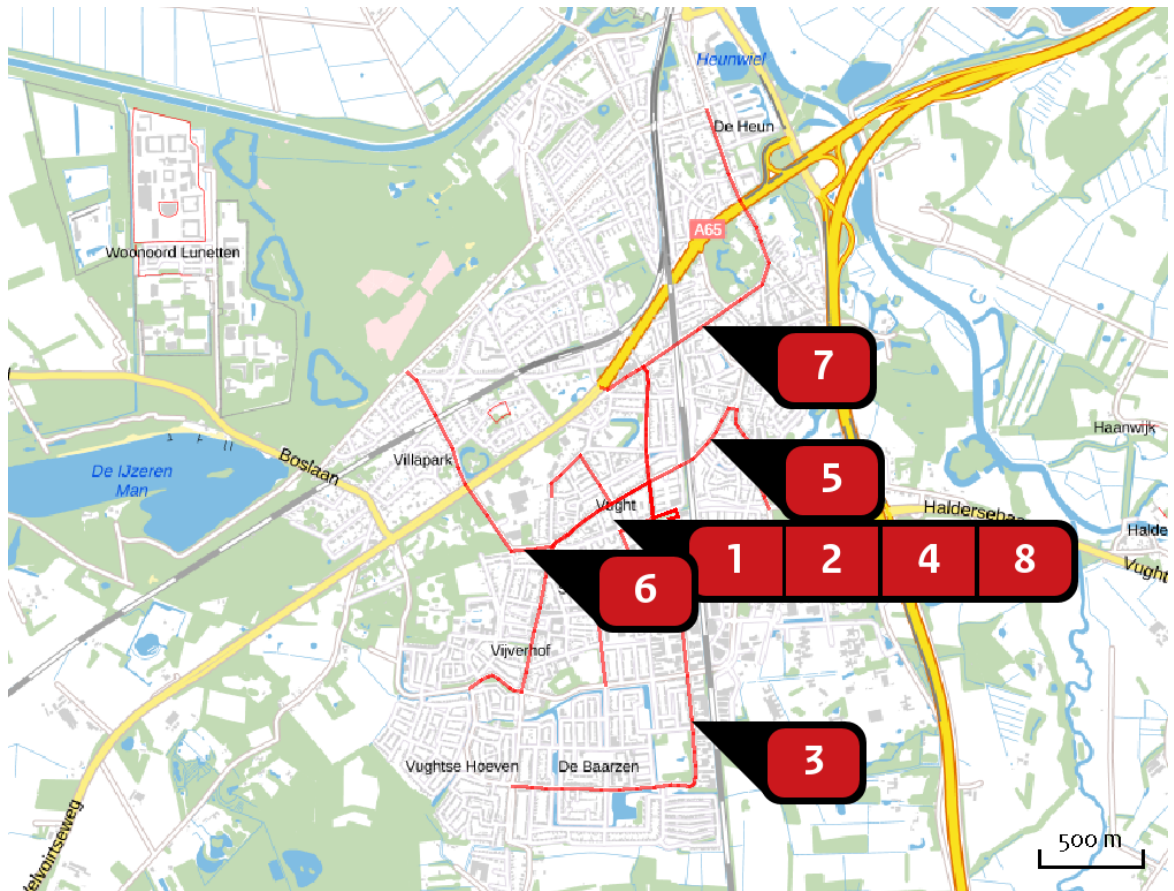 Heunwiel
De Heun
A65
Woonoord Lunetten
7
Haanwijk
Villapark
Boslaan
De IJzeren
Man
5
Vught
1 2 4 8
6
Vijverhof
3
Vughtse Hoeven
De Baarzen
500 m